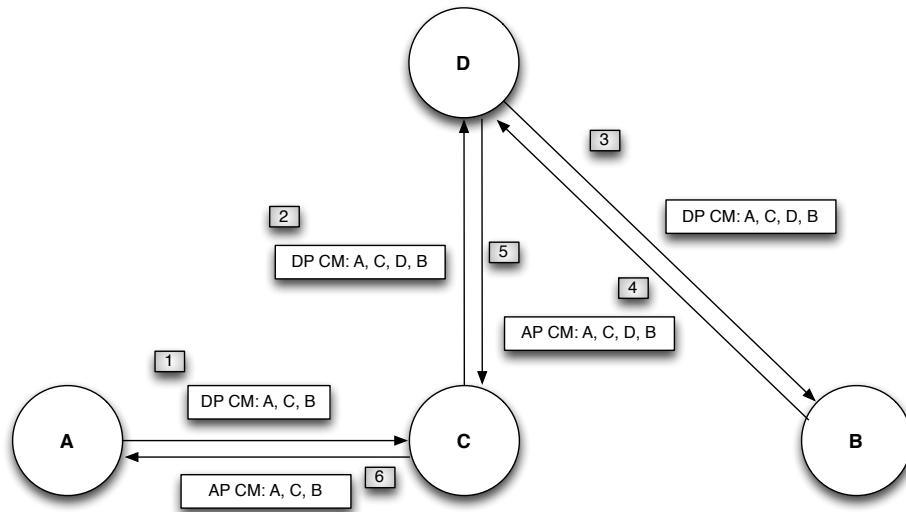 D
3
2
DP CM: A, C, D, B
DP CM: A, C, D, B
5
4
AP CM: A, C, D, B
1
DP CM: A, C, B
A
C
B
6
AP CM: A, C, B